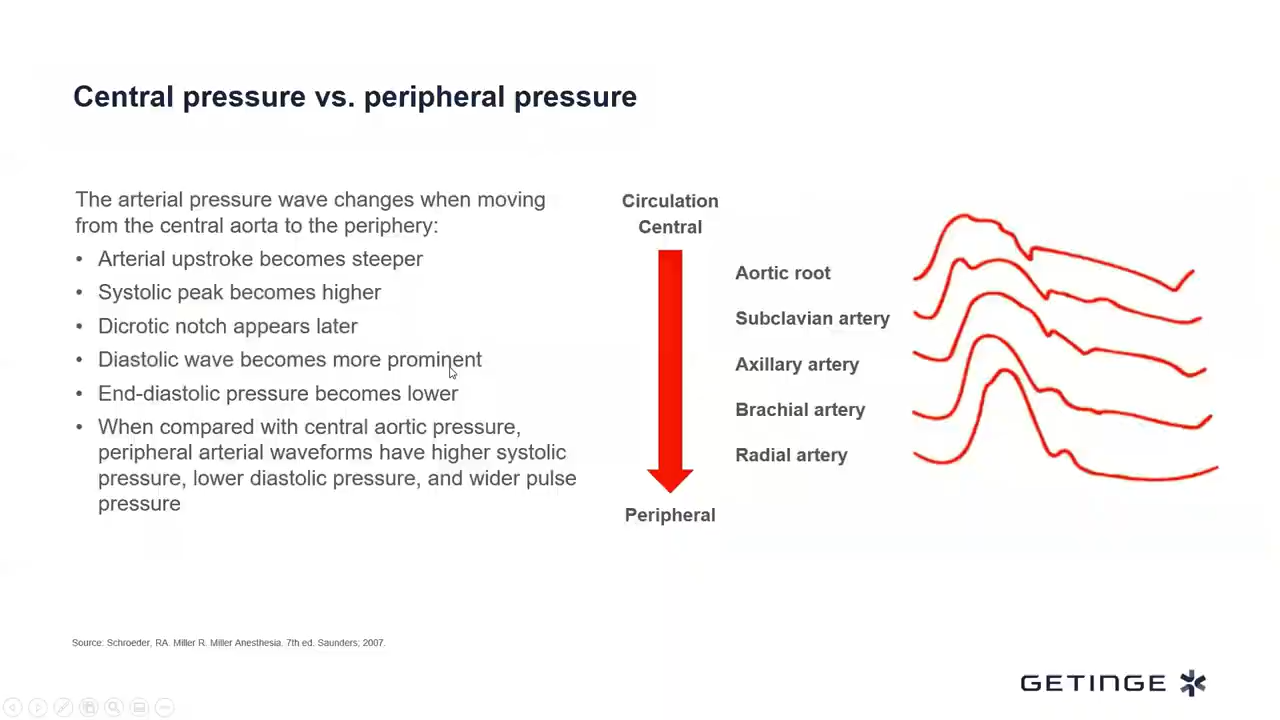 Central pressure vs. peripheral pressure
The arterial pressure wave changes when moving
from the central aorta to the periphery:
• Arterial upstroke becomes steeper
• Systolic peak becomes higher
• Dicrotic notch appears later
• Diastolic wave becomes more prominent
• End-diastolic pressure becomes lower
• When compared with central aortic pressure,
peripheral arterial waveforms have higher systolic
pressure, lower diastolic pressure, and wider pulse
pressure
Circulation
Central
Peripheral
Aortic root
Subclavian artery
Axillary artery
Brachial artery
Radial artery
Source: Schroeder, RA. Miller R. Miller Anesthesia. 7th ed. Saunders; 2007.
GETINGE